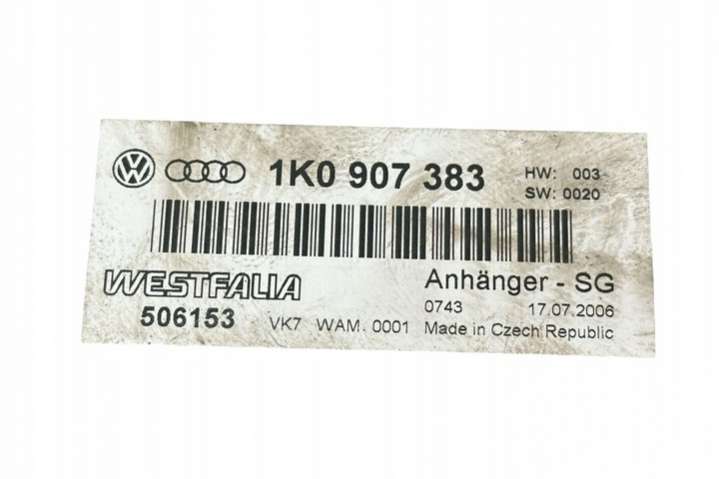 1K0 907 383 HW: 003
SW: 0020
WESTFALIA Anhänger - SG
0743 17.07.2006
506153 VK7 WAM. 0001 Made in Czech Republic